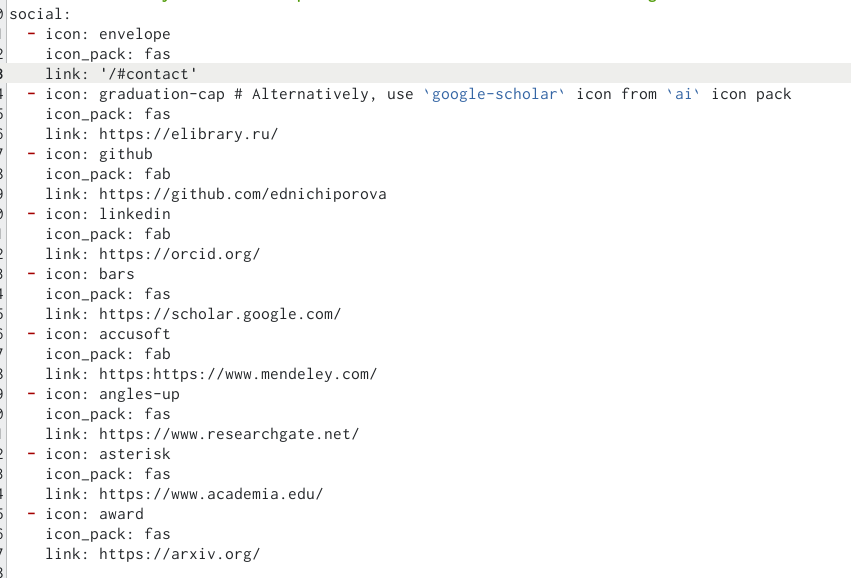 social:
  - icon: envelope
    icon_pack: fas
    link: '/#contact'
  - icon: graduation-cap # Alternatively, use `google-scholar` icon from `ai` icon pack
    icon_pack: fas
    link: https://elibrary.ru/
  - icon: github
    icon_pack: fab
    link: https://github.com/ednichiporova
  - icon: linkedin
    icon_pack: fab
    link: https://orcid.org/
  - icon: bars
    icon_pack: fas
    link: https://scholar.google.com/
  - icon: accusoft
    icon_pack: fab
    link: https:https://www.mendeley.com/
  - icon: angles-up
    icon_pack: fas
    link: https://www.researchgate.net/
  - icon: asterisk
    icon_pack: fas
    link: https://www.academia.edu/
  - icon: award
    icon_pack: fas
    link: https://arxiv.org/